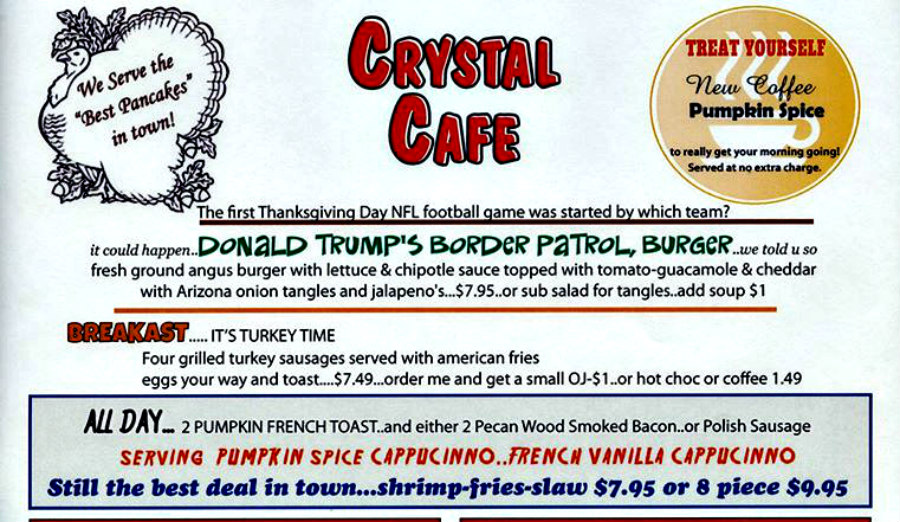 We Serve the
"Best Pancakes"
in town!
CRYSTAL
CAFE
TREAT YOURSELF
New Coffee
Pumpkin Spice
to really get your morning going!
Served at no extra charge.
The first Thanksgiving Day NFL football game was started by which team?
it could happen..DONALD TRUMP'S BORDER PATROL, BURGER..we told u so
fresh ground angus burger with lettuce & chipotle sauce topped with tomato-guacamole & cheddar
with Arizona onion tangles and jalapeno's...$7.95..or sub salad for tangles..add soup $1
BREAKAST..... IT'S TURKEY TIME
Four grilled turkey sausages served with american fries
eggs your way and toast....$7.49...order me and get a small OJ-$1..or hot choc or coffee 1.49
ALL DAY... 2 PUMPKIN FRENCH TOAST..and either 2 Pecan Wood Smoked Bacon..or Polish Sausage
SERVING PUMPKIN SPICE CAPPUCINNO..FRENCH VANILLA CAPPUCINNO
Still the best deal in town...shrimp-fries-slaw $7.95 or 8 piece $9.95